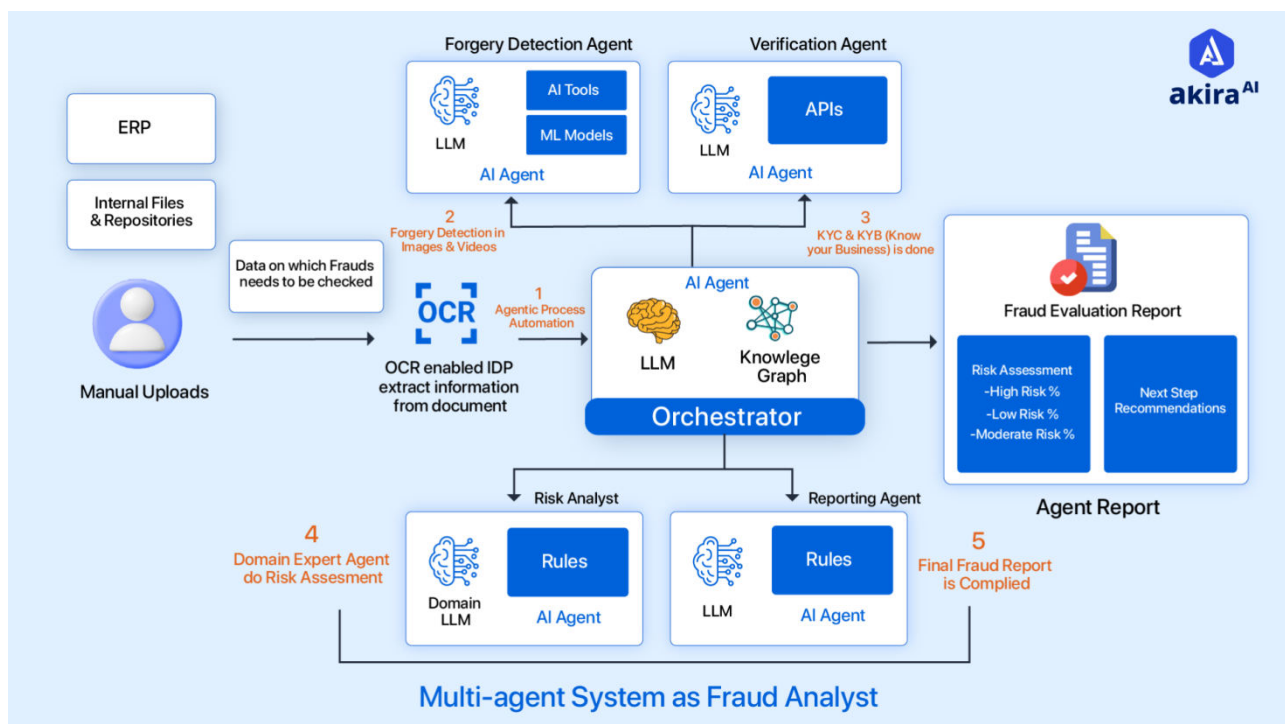 Forgery Detection Agent
Verification Agent
akira AI
ERP
Internal Files
& Repositories
Data on which Frauds
needs to be checked
Manual Uploads
OCR
OCR enabled IDP
extract information
from document
1
Agentic Process
Automation
LLM
AI Tools
ML Models
AI Agent
2
Forgery Detection in
Images & Videos
LLM
APIs
AI Agent
3
KYC & KYB (Know
your Business) is done
AI Agent
LLM
Knowlege
Graph
Orchestrator
Fraud Evaluation Report
Risk Assessment
-High Risk %
-Low Risk %
-Moderate Risk %
Next Step
Recommendations
Agent Report
Risk Analyst
Reporting Agent
4
Domain Expert Agent
do Risk Assesment
Domain
LLM
Rules
AI Agent
LLM
Rules
AI Agent
5
Final Fraud Report
is Complied
Multi-agent System as Fraud Analyst